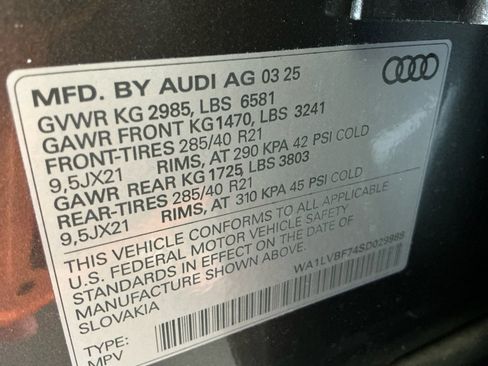 MFD. BY AUDI AG 03 25
GVWR KG 2985, LBS 6581
GAWR FRONT KG1470, LBS 3241
FRONT-TIRES 285/40 R21
9,5JX21 RIMS, AT 290 KPA 42 PSI COLD
GAWR REAR KG 1725, LBS 3803
REAR-TIRES 285/40 R21
9,5JX21 RIMS, AT 310 KPA 45 PSI COLD
THIS VEHICLE CONFORMS TO ALL APPLICABLE
U.S. FEDERAL MOTOR VEHICLE SAFETY
STANDARDS IN EFFECT ON THE DATE OF
MANUFACTURE SHOWN ABOVE.
SLOVAKIA
WA1LVBF74SD029988
TYPE:
MPV